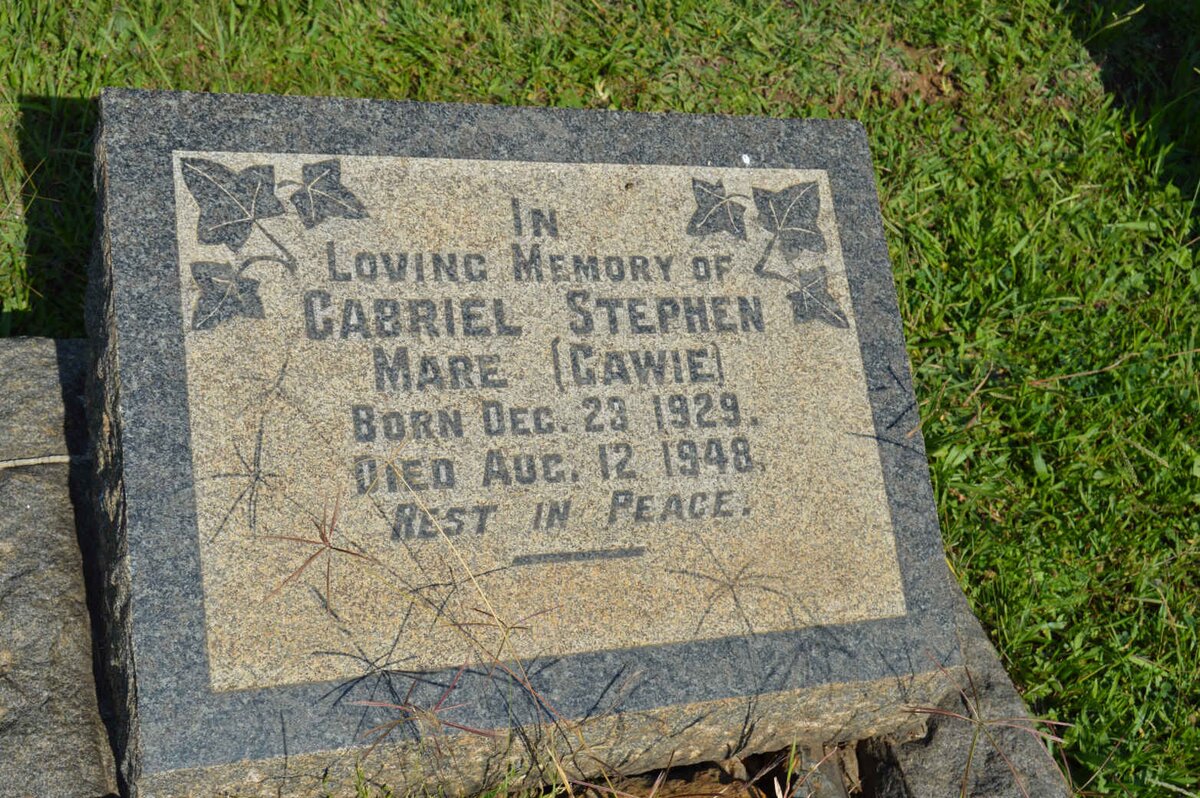 IN
LOVING MEMORY OF
GABRIEL STEPHEN
MARE (GAWIE)
BORN DEC. 23 1929.
DIED AUG. 12 1948.
REST IN PEACE.